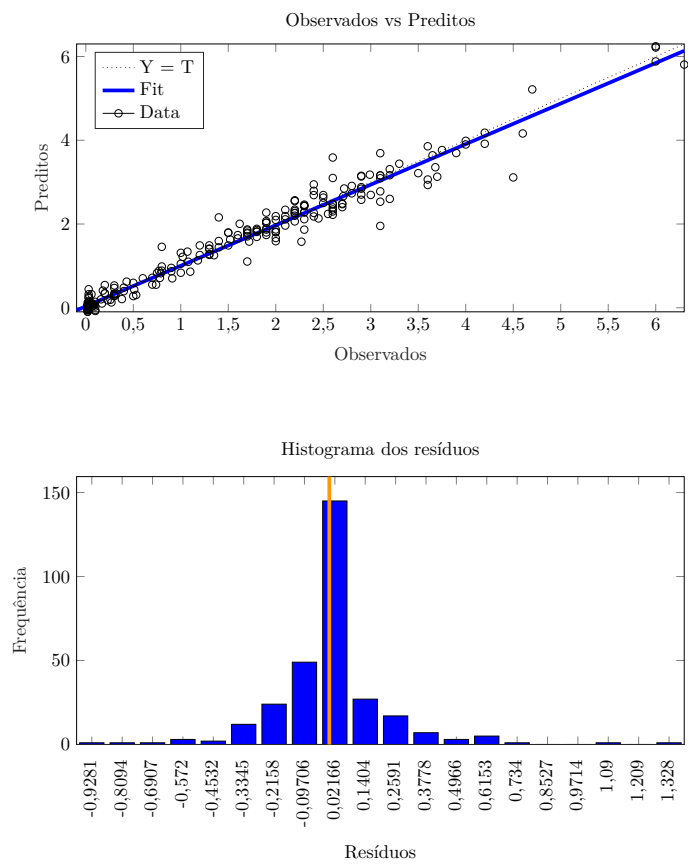 Observados vs Preditos
Y = T
Fit
Data
Preditos
6
4
2
0
0 0,5 1 1,5 2 2,5 3 3,5 4 4,5 5 5,5 6
Observados
Histograma dos resíduos
Frequência
150
100
50
0
-0,9281 -0,8094 -0,6907 -0,572 -0,4532 -0,3345 -0,2158 -0,09706 0,02166 0,1404 0,2591 0,3778 0,4966 0,6153 0,734 0,8527 0,9714 1,09 1,209 1,328
Resíduos